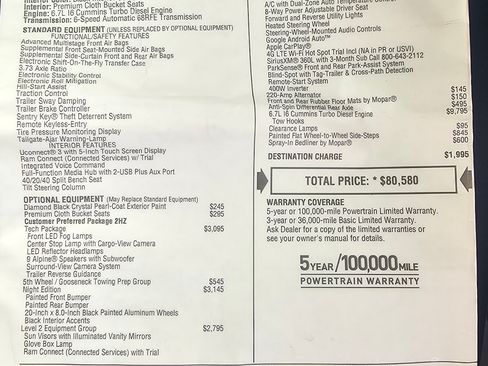 Interior: Premium Cloth Bucket Seats
Engine: 6.7L I6 Cummins Turbo Diesel Engine
Transmission: 6-Speed Automatic 68RFE Transmission
STANDARD EQUIPMENT (UNLESS REPLACED BY OPTIONAL EQUIPMENT)
FUNCTIONAL/SAFETY FEATURES
Advanced Multistage Front Air Bags
Supplemental Front Seat-Mounted Side Air Bags
Supplemental Side-Curtain Front and Rear Air Bags
Electronic Shift-On-The-Fly Transfer Case
3.73 Axle Ratio
Electronic Stability Control
Electronic Roll Mitigation
Hill-Start Assist
Traction Control
Trailer Sway Damping
Trailer Brake Controller
Sentry Key® Theft Deterrent System
Remote Keyless-Entry
Tire Pressure Monitoring Display
Tailgate-Ajar Warning-Lamp
INTERIOR FEATURES
Uconnect® 3 with 5-Inch Touch Screen Display
Ram Connect (Connected Services) w/ Trial
Integrated Voice Command
Full-Function Media Hub with 2-USB Plus Aux Port
40/20/40 Split Bench Seat
Tilt Steering Column
OPTIONAL EQUIPMENT (May Replace Standard Equipment)
Diamond Black Crystal Pearl-Coat Exterior Paint $245
Premium Cloth Bucket Seats $295
Customer Preferred Package 2HZ
Tech Package $3,095
Front LED Fog Lamps
Center Stop Lamp with Cargo-View Camera
LED Reflector Headlamps
9 Alpine® Speakers with Subwoofer
Surround-View Camera System
Trailer Reverse Guidance
5th Wheel / Gooseneck Towing Prep Group $545
Night Edition $3,145
Painted Front Bumper
Painted Rear Bumper
20-Inch x 8.0-Inch Black Painted Aluminum Wheels
Black Interior Accents
Level 2 Equipment Group $2,795
Sun Visors with Illuminated Vanity Mirrors
Glove Box Lamp
Ram Connect (Connected Services) with Trial
A/C with Dual-Zone Auto Temperature
8-Way Power Adjustable Driver Seat
Forward and Reverse Utility Lights
Heated Steering Wheel
Steering-Wheel-Mounted Audio Controls
Google Android Auto™
Apple CarPlay®
4G LTE Wi-Fi Hot Spot Trial Incl (NA in PR or USVI)
SiriusXM® 360L with 3-Month Sub Call 800-643-2112
ParkSense® Front and Rear Park-Assist System
Blind-Spot with Tag-Trailer & Cross-Path Detection
Remote-Start System
400W Inverter
220-Amp Alternator $145
Front and Rear Rubber Floor Mats by Mopar® $150
Anti-Spin Differential Rear Axle $495
6.7L I6 Cummins Turbo Diesel Engine $9,795
Tow Hooks
Clearance Lamps $95
Painted Flat Wheel-to-Wheel Side-Steps $845
Spray-In Bedliner by Mopar® $600
DESTINATION CHARGE $1,995
TOTAL PRICE: * $80,580
WARRANTY COVERAGE
5-year or 100,000-mile Powertrain Limited Warranty.
3-year or 36,000-mile Basic Limited Warranty.
Ask Dealer for a copy of the limited warranties or
see your owner's manual for details.
5 YEAR/100,000 MILE
POWERTRAIN WARRANTY